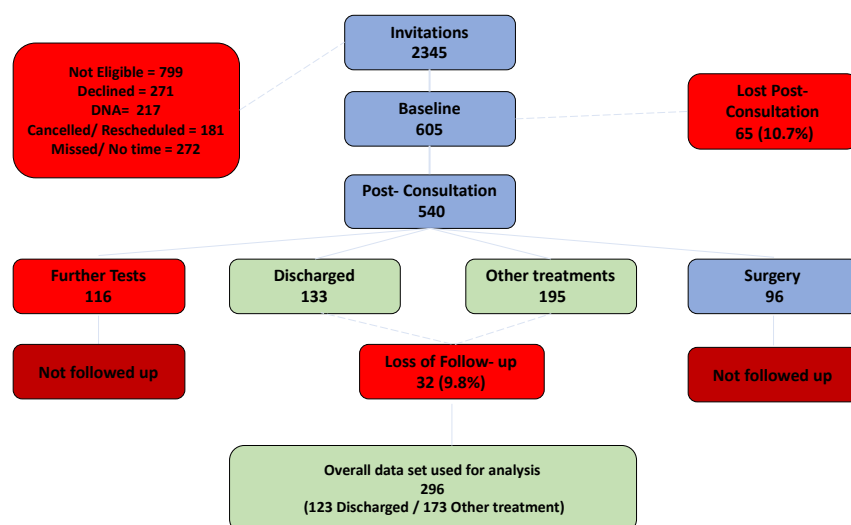 Invitations
2345
Not Eligible = 799
Declined = 271
DNA=  217
Cancelled/ Rescheduled = 181
Missed/ No time = 272
Baseline
605
Lost Post-
Consultation
65 (10.7%)
Post- Consultation
540
Further Tests
116
Discharged
133
Other treatments
195
Surgery
96
Not followed up
Loss of Follow- up
32 (9.8%)
Not followed up
Overall data set used for analysis
296
(123 Discharged / 173 Other treatment)